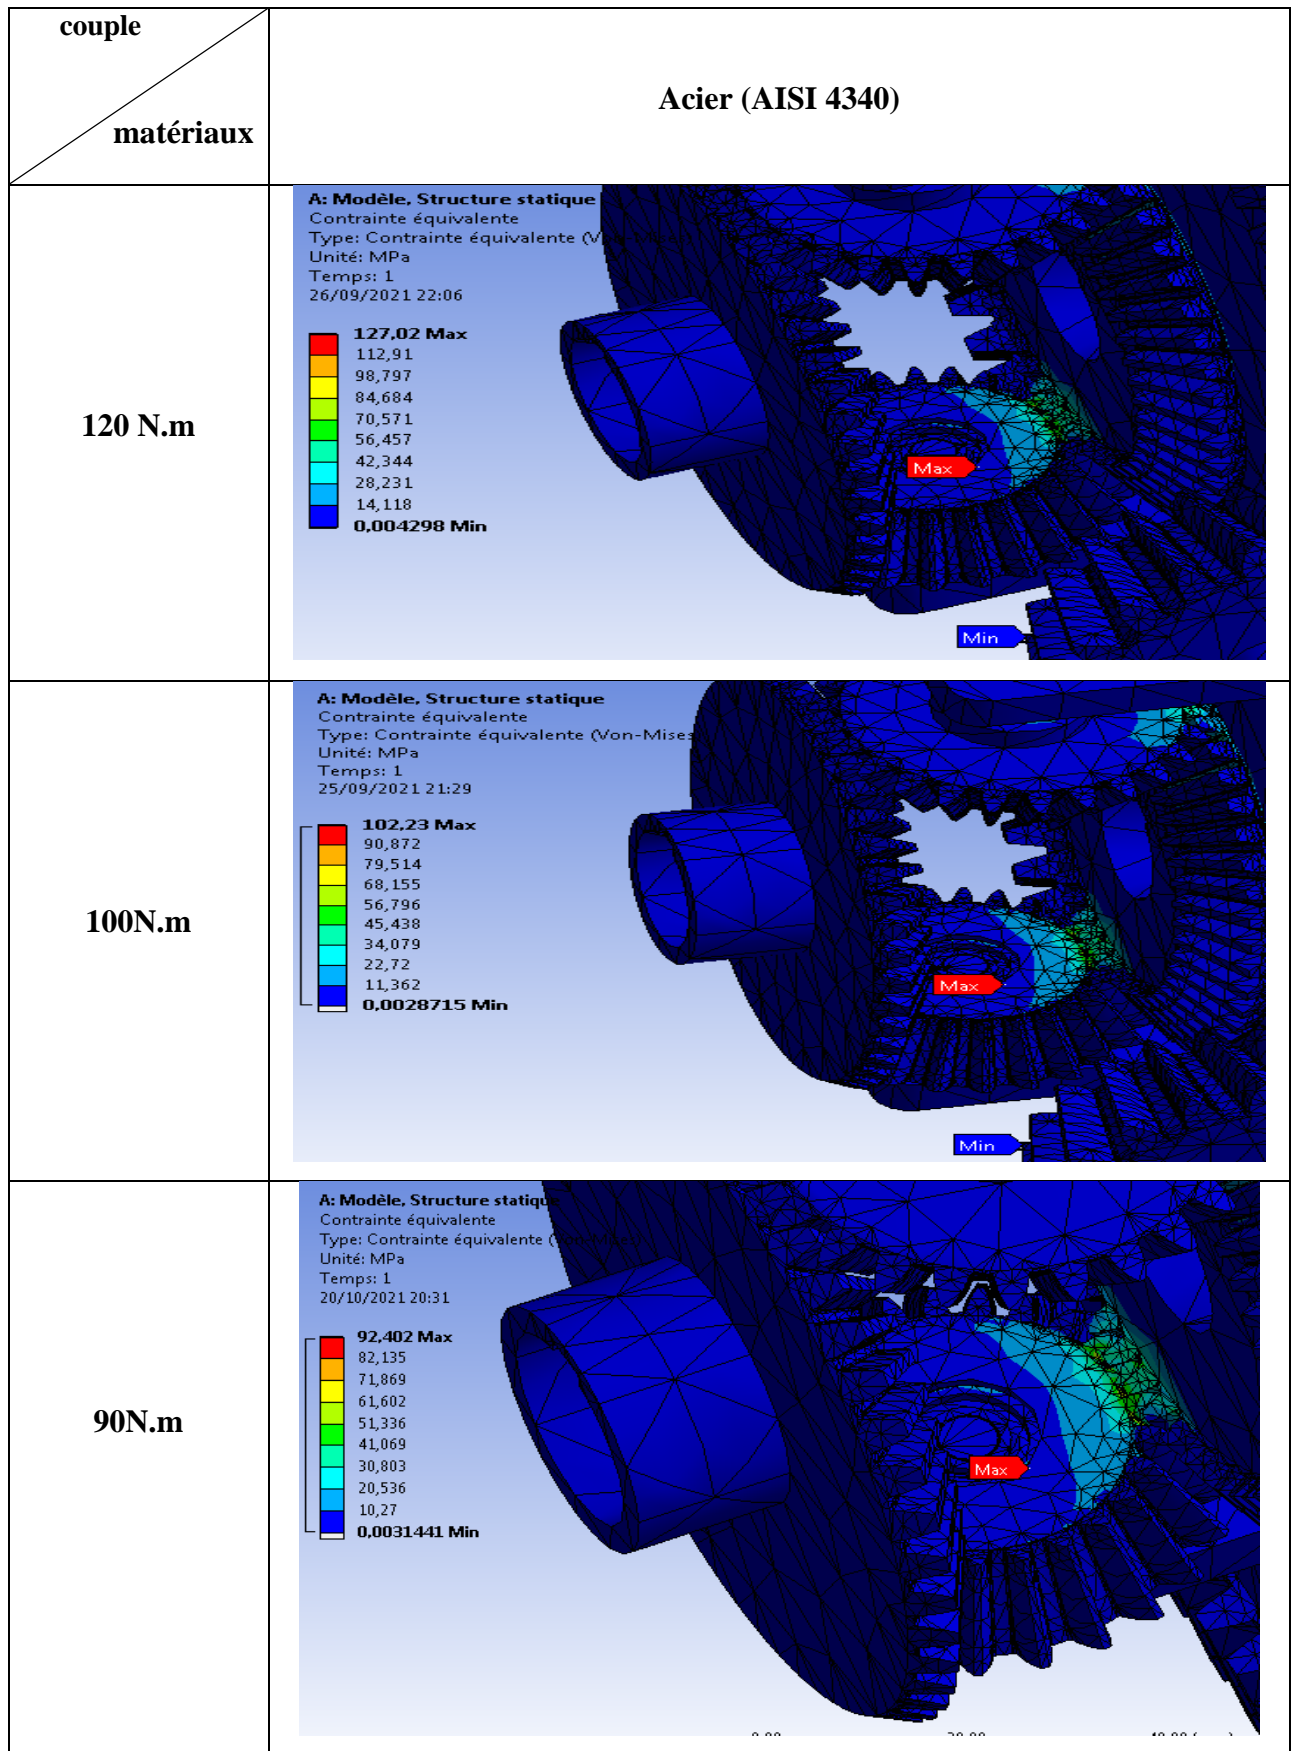 couple
matériaux
Acier (AISI 4340)
120 N.m
A: Modèle, Structure statique
Contrainte équivalente
Type: Contrainte équivalente
Unité: MPa
Temps: 1
26/09/2021 22:06
127,02 Max
112,91
98,797
84,684
70,571
56,457
42,344
28,231
14,118
0,004298 Min
Max
Min
100N.m
A: Modèle, Structure statique
Contrainte équivalente
Type: Contrainte équivalente (Von-Mises
Unité: MPa
Temps: 1
25/09/2021 21:29
102,23 Max
90,872
79,514
68,155
56,796
45,438
34,079
22,72
11,362
0,0028715 Min
Max
Min
90N.m
A: Modèle, Structure statique
Contrainte équivalente
Type: Contrainte équivalente
Unité: MPa
Temps: 1
20/10/2021 20:31
92,402 Max
82,135
71,869
61,602
51,336
41,069
30,803
20,536
10,27
0,0031441 Min
Max